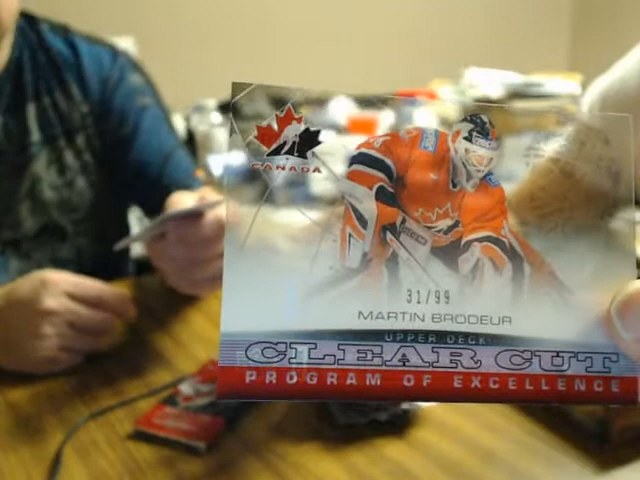 CANADA
31/99
MARTIN BRODEUR
UPPER DECK
CLEAR CUT
PROGRAM OF EXCELLENCE